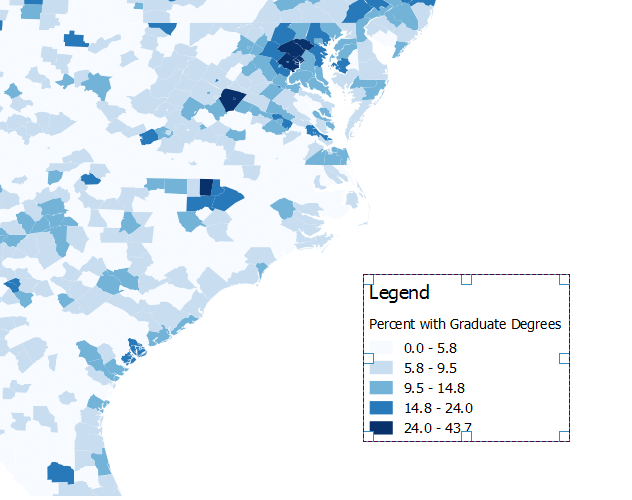 Legend
Percent with Graduate Degrees
0.0 - 5.8
5.8 - 9.5
9.5 - 14.8
14.8 - 24.0
24.0 - 43.7